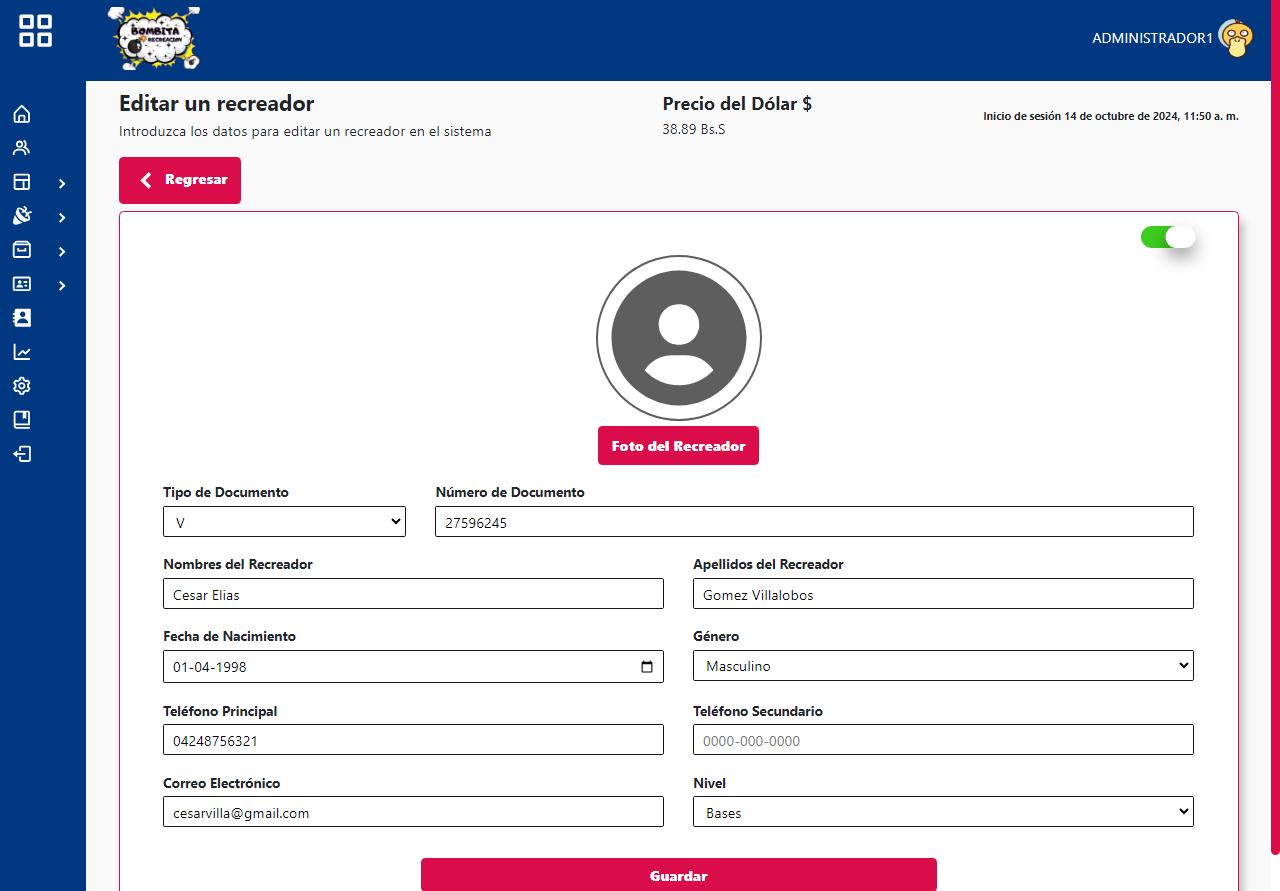 BOMBITA
RECREACION
ADMINISTRADOR1
Editar un recreador
Introduzca los datos para editar un recreador en el sistema
Precio del Dólar $
38.89 Bs.S
Inicio de sesión 14 de octubre de 2024, 11:50 a. m.
Regresar
Foto del Recreador
Tipo de Documento
Número de Documento
V
27596245
Nombres del Recreador
Apellidos del Recreador
Cesar Elias
Gomez Villalobos
Fecha de Nacimiento
Género
01-04-1998
Masculino
Teléfono Principal
Teléfono Secundario
04248756321
0000-000-0000
Correo Electrónico
Nivel
cesarvilla@gmail.com
Bases
Guardar